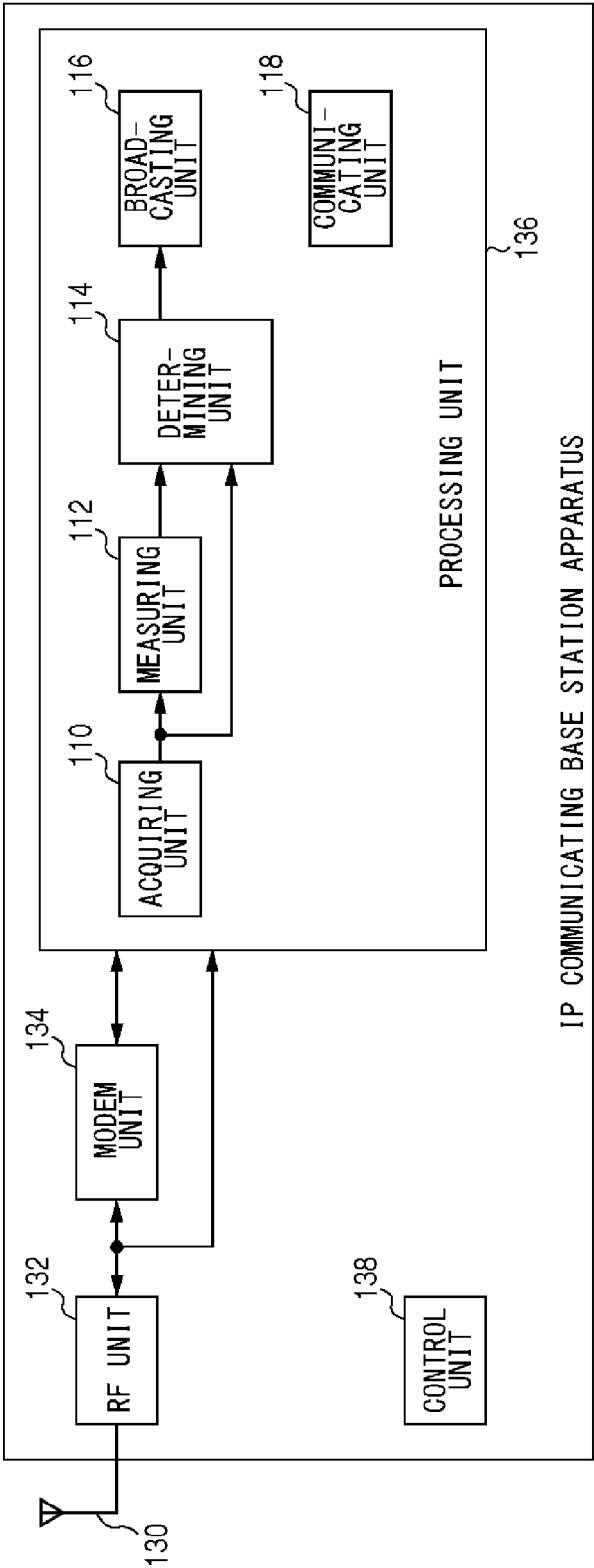 116
BROAD-
CASTING
UNIT
118
COMMUNI-
CATING
UNIT
114
DETER-
MINING
UNIT
112
MEASURING
UNIT
110
ACQUIRING
UNIT
136
PROCESSING UNIT
134
MODEM
UNIT
132
RF UNIT
138
CONTROL
UNIT
130
IP COMMUNICATING BASE STATION APPARATUS